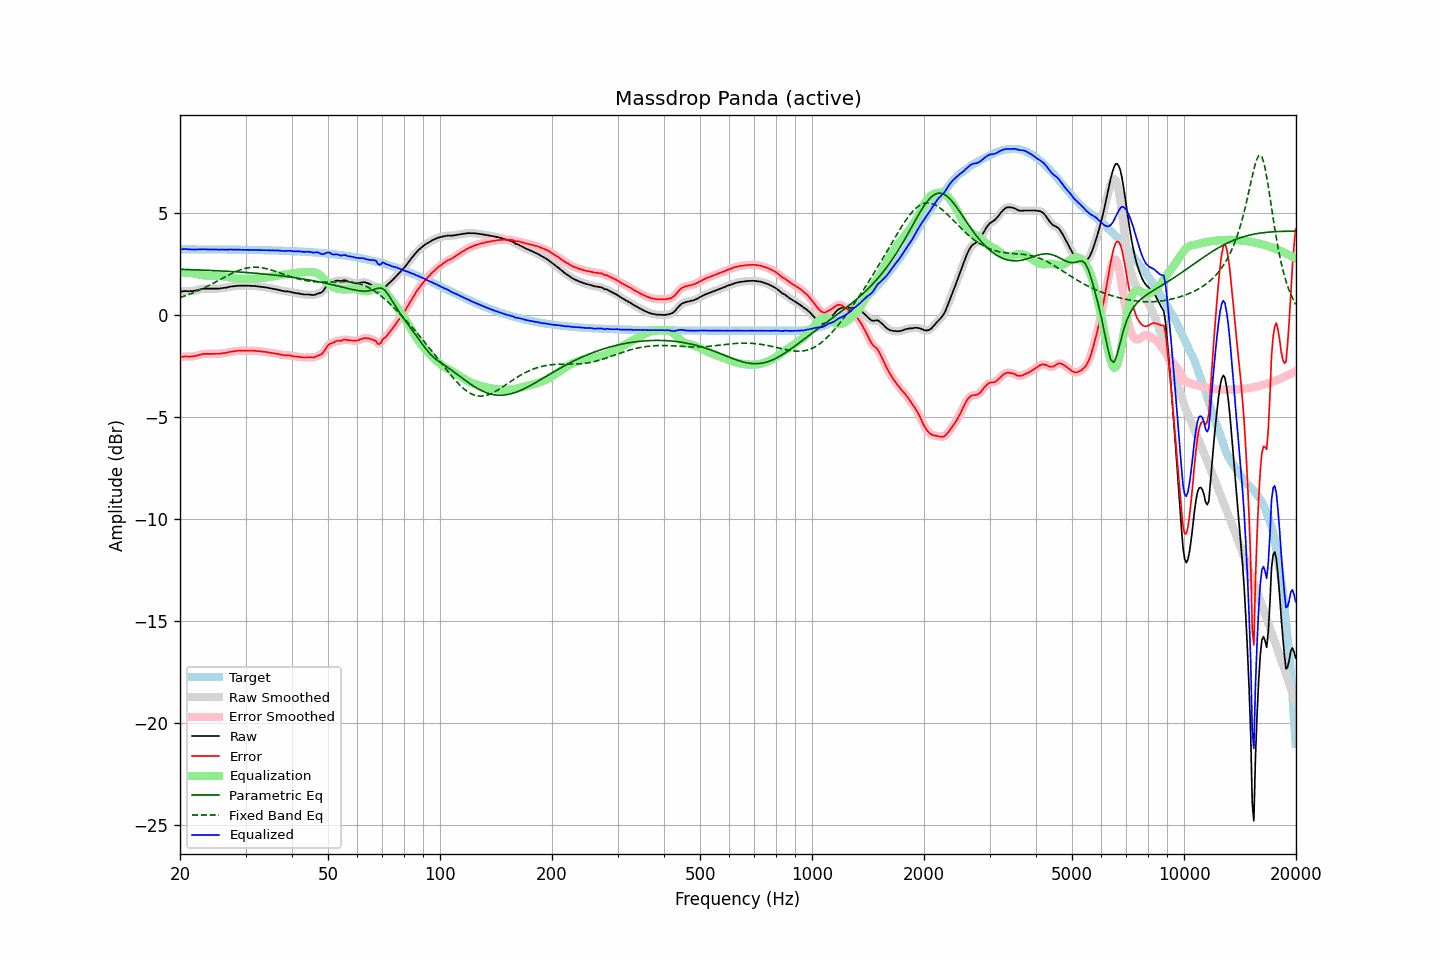 Massdrop Panda (active)
5
0
−5
−10
−15
−20
−25
Amplitude (dBr)
Target
Raw Smoothed
Error Smoothed
Raw
Error
Equalization
Parametric Eq
Fixed Band Eq
Equalized
20 50 100 200 500 1000 2000 5000 10000 20000
Frequency (Hz)